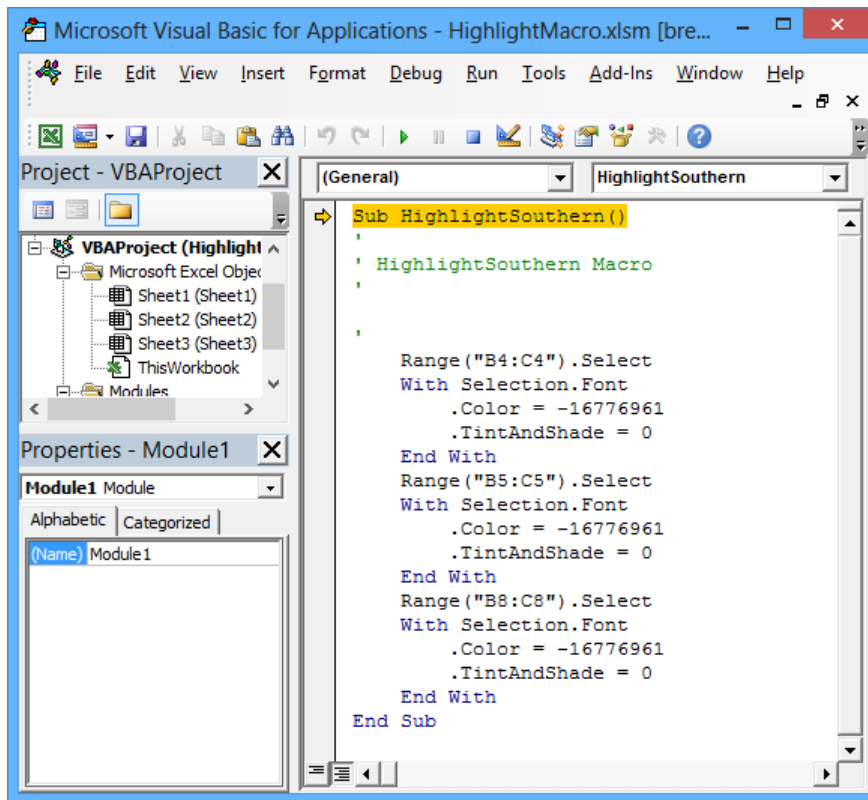 Microsoft Visual Basic for Applications - HighlightMacro.xlsm [bre...
File Edit View Insert Format Debug Run Tools Add-Ins Window Help
Project - VBAProject
VBAProject (Highlight
Microsoft Excel Objec
Sheet1 (Sheet1)
Sheet2 (Sheet2)
Sheet3 (Sheet3)
ThisWorkbook
Modules
Properties - Module1
Module1 Module
Alphabetic Categorized
(Name) Module1
(General) HighlightSouthern
Sub HighlightSouthern()
'
' HighlightSouthern Macro
'
'
    Range("B4:C4").Select
    With Selection.Font
        .Color = -16776961
        .TintAndShade = 0
    End With
    Range("B5:C5").Select
    With Selection.Font
        .Color = -16776961
        .TintAndShade = 0
    End With
    Range("B8:C8").Select
    With Selection.Font
        .Color = -16776961
        .TintAndShade = 0
    End With
End Sub